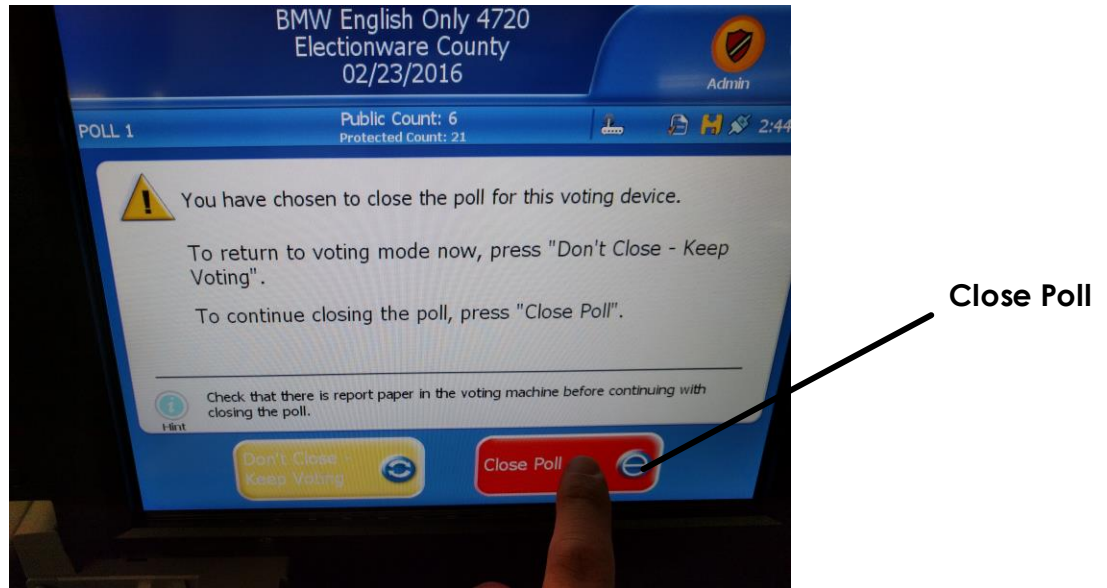 BMW English Only 4720
Electionware County
02/23/2016
Admin
POLL 1
Public Count: 6
Protected Count: 21
2:44
You have chosen to close the poll for this voting device.
To return to voting mode now, press "Don't Close - Keep
Voting".
To continue closing the poll, press "Close Poll".
Check that there is report paper in the voting machine before continuing with
closing the poll.
Hint
Don't Close -
Keep Voting
Close Poll
Close Poll